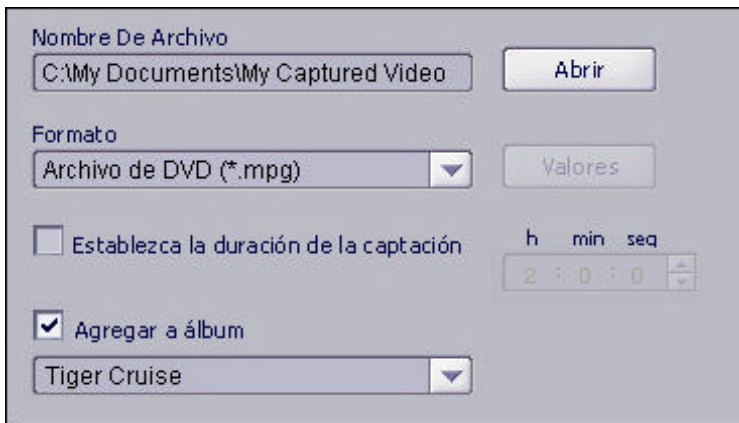 Nombre De Archivo
C:\My Documents\My Captured Video
Abrir
Formato
Archivo de DVD (*.mpg)
Valores
Establezca la duración de la captación
h min seg
2 : 0 : 0
Agregar a álbum
Tiger Cruise